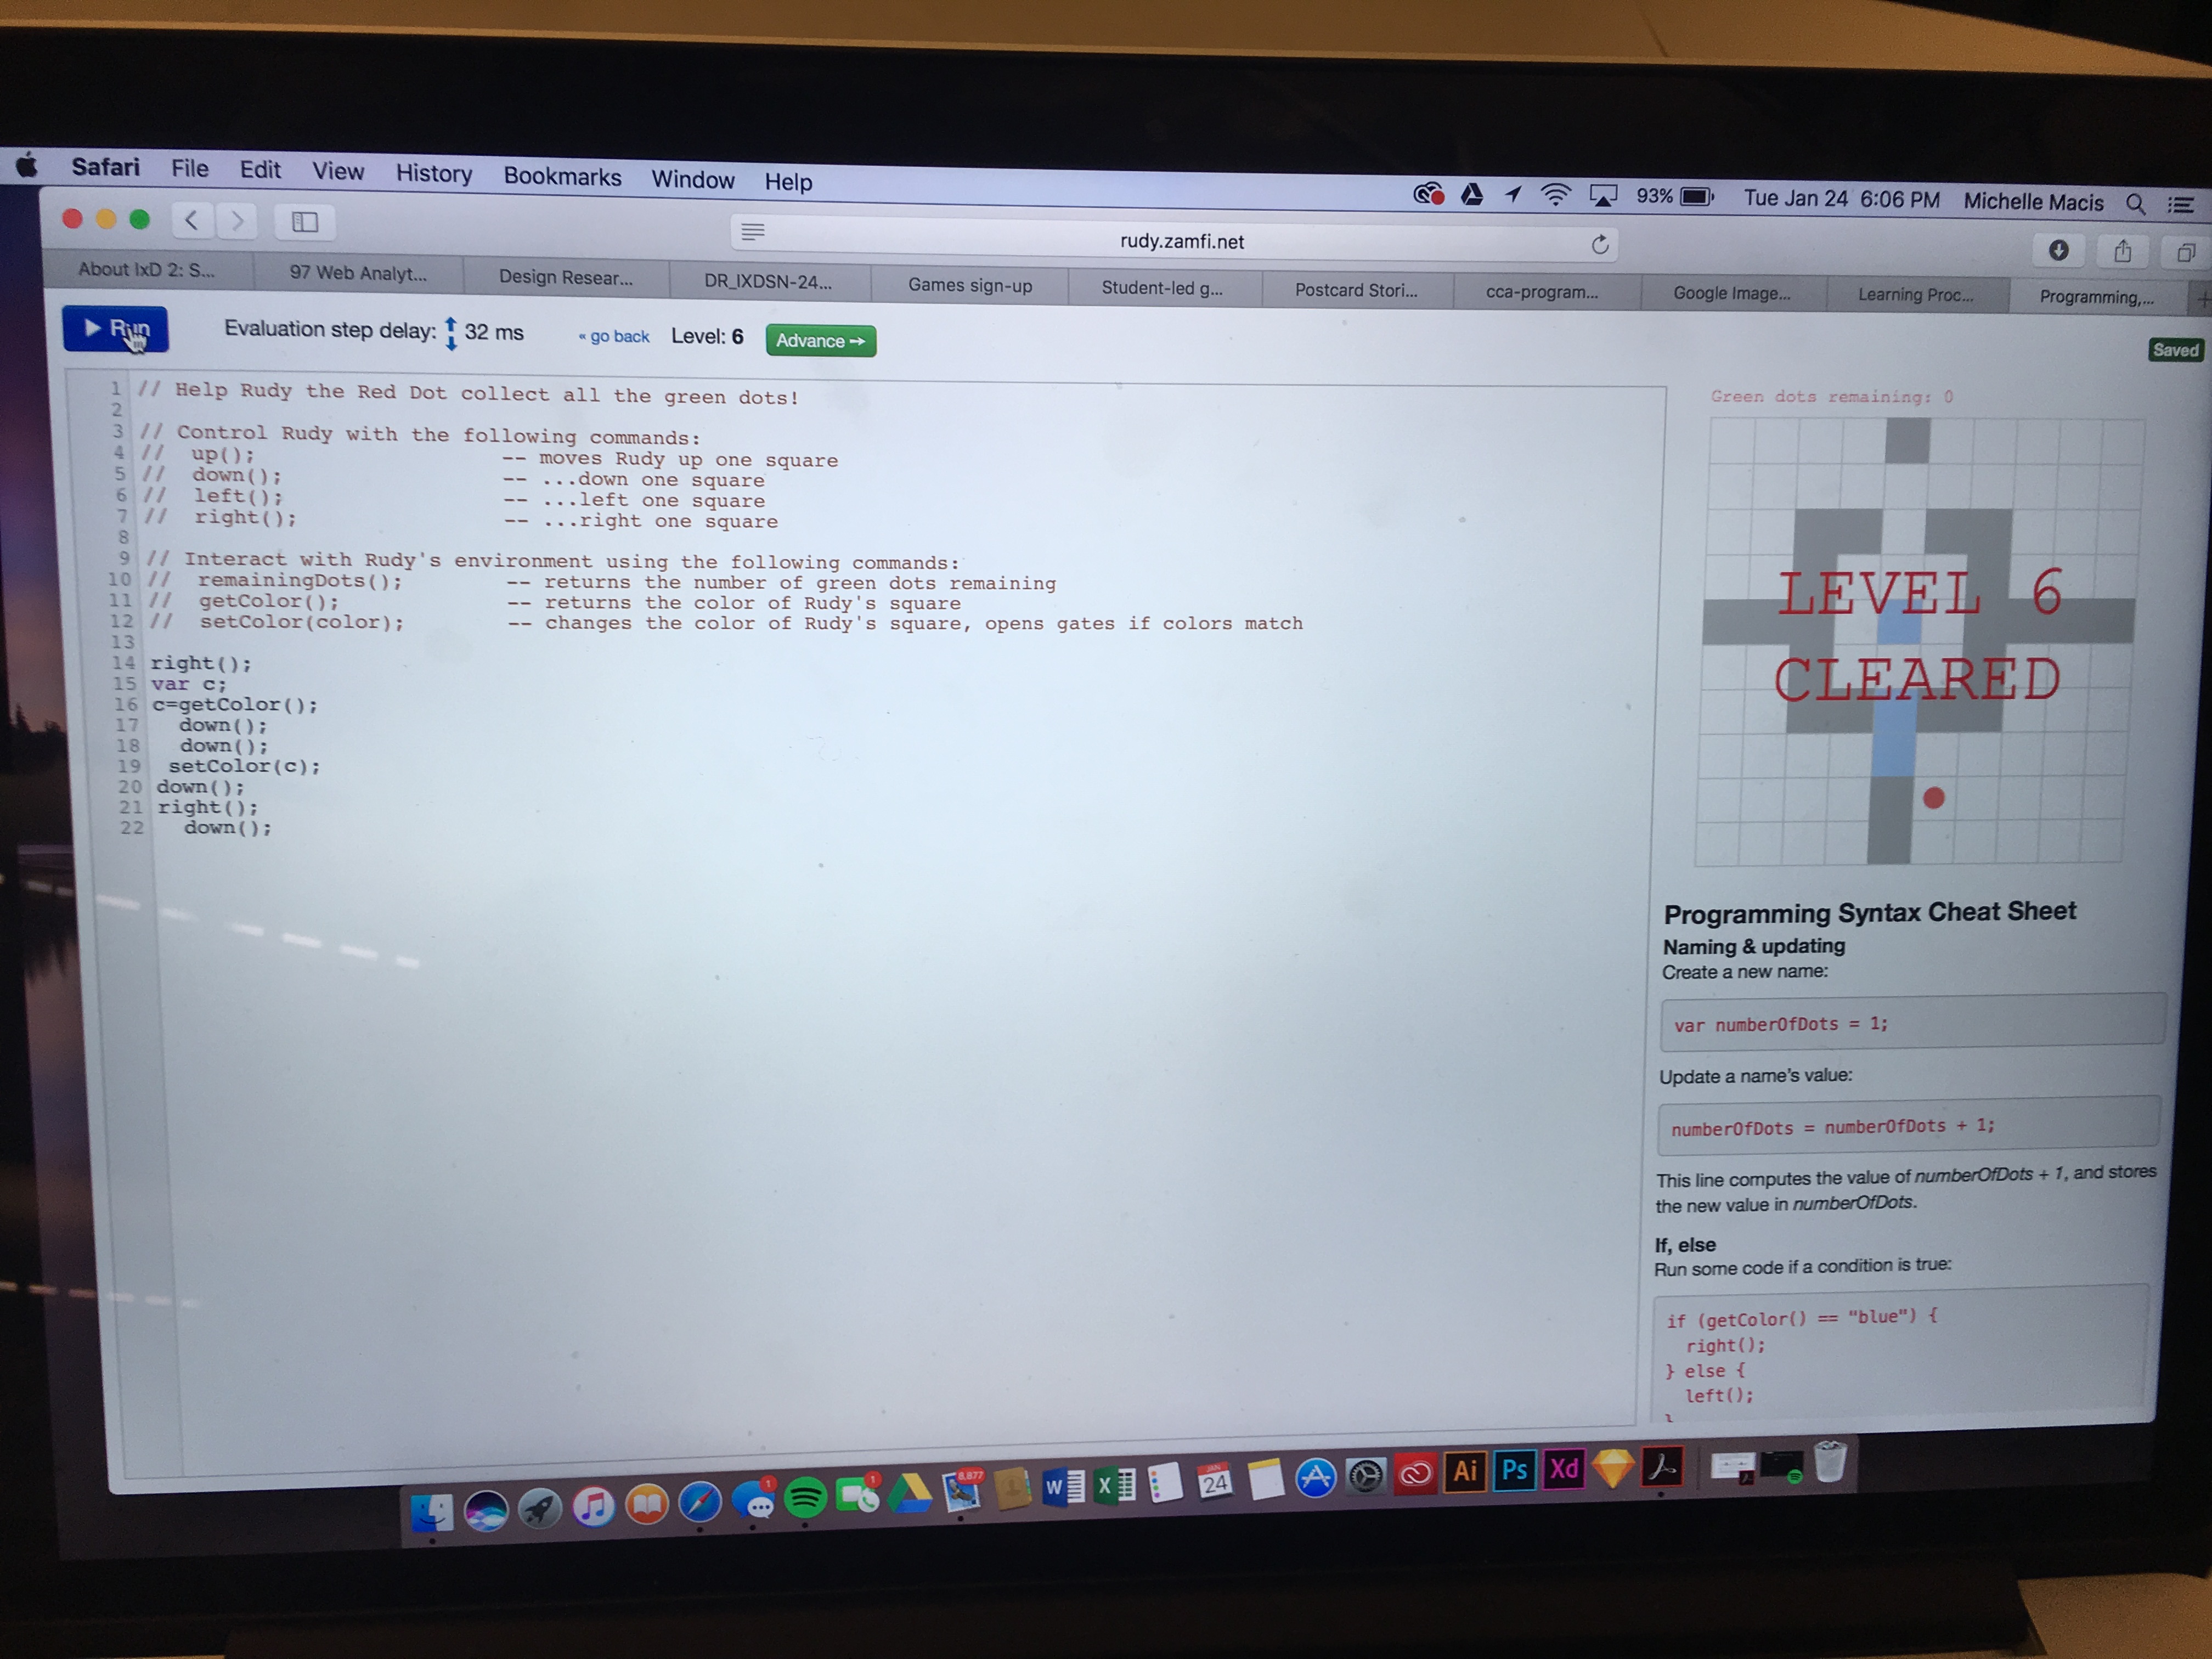 Safari File Edit View History Bookmarks Window Help 93% Tue Jan 24 6:06 PM Michelle Macis
rudy.zamfi.net
About IxD 2: S... 97 Web Analyt... Design Resear... DR_IXDSN-24... Games sign-up Student-led g... Postcard Stori... cca-program... Google Image... Learning Proc... Programming,...
Run Evaluation step delay: 32 ms « go back Level: 6 Advance →
Saved
1 // Help Rudy the Red Dot collect all the green dots!
2
3 // Control Rudy with the following commands:
4 // up(); -- moves Rudy up one square
5 // down(); -- ...down one square
6 // left(); -- ...left one square
7 // right(); -- ...right one square
8
9 // Interact with Rudy's environment using the following commands:
10 // remainingDots(); -- returns the number of green dots remaining
11 // getColor(); -- returns the color of Rudy's square
12 // setColor(color); -- changes the color of Rudy's square, opens gates if colors match
13
14 right();
15 var c;
16 c=getColor();
17 down();
18 down();
19 setColor(c);
20 down();
21 right();
22 down();
Green dots remaining: 0
LEVEL 6
CLEARED
Programming Syntax Cheat Sheet
Naming & updating
Create a new name:
var numberOfDots = 1;
Update a name's value:
numberOfDots = numberOfDots + 1;
This line computes the value of numberOfDots + 1, and stores
the new value in numberOfDots.
If, else
Run some code if a condition is true:
if (getColor() == "blue") {
right();
} else {
left();
}
1 1 8,877 W X JAN 24 Ai Ps Xd